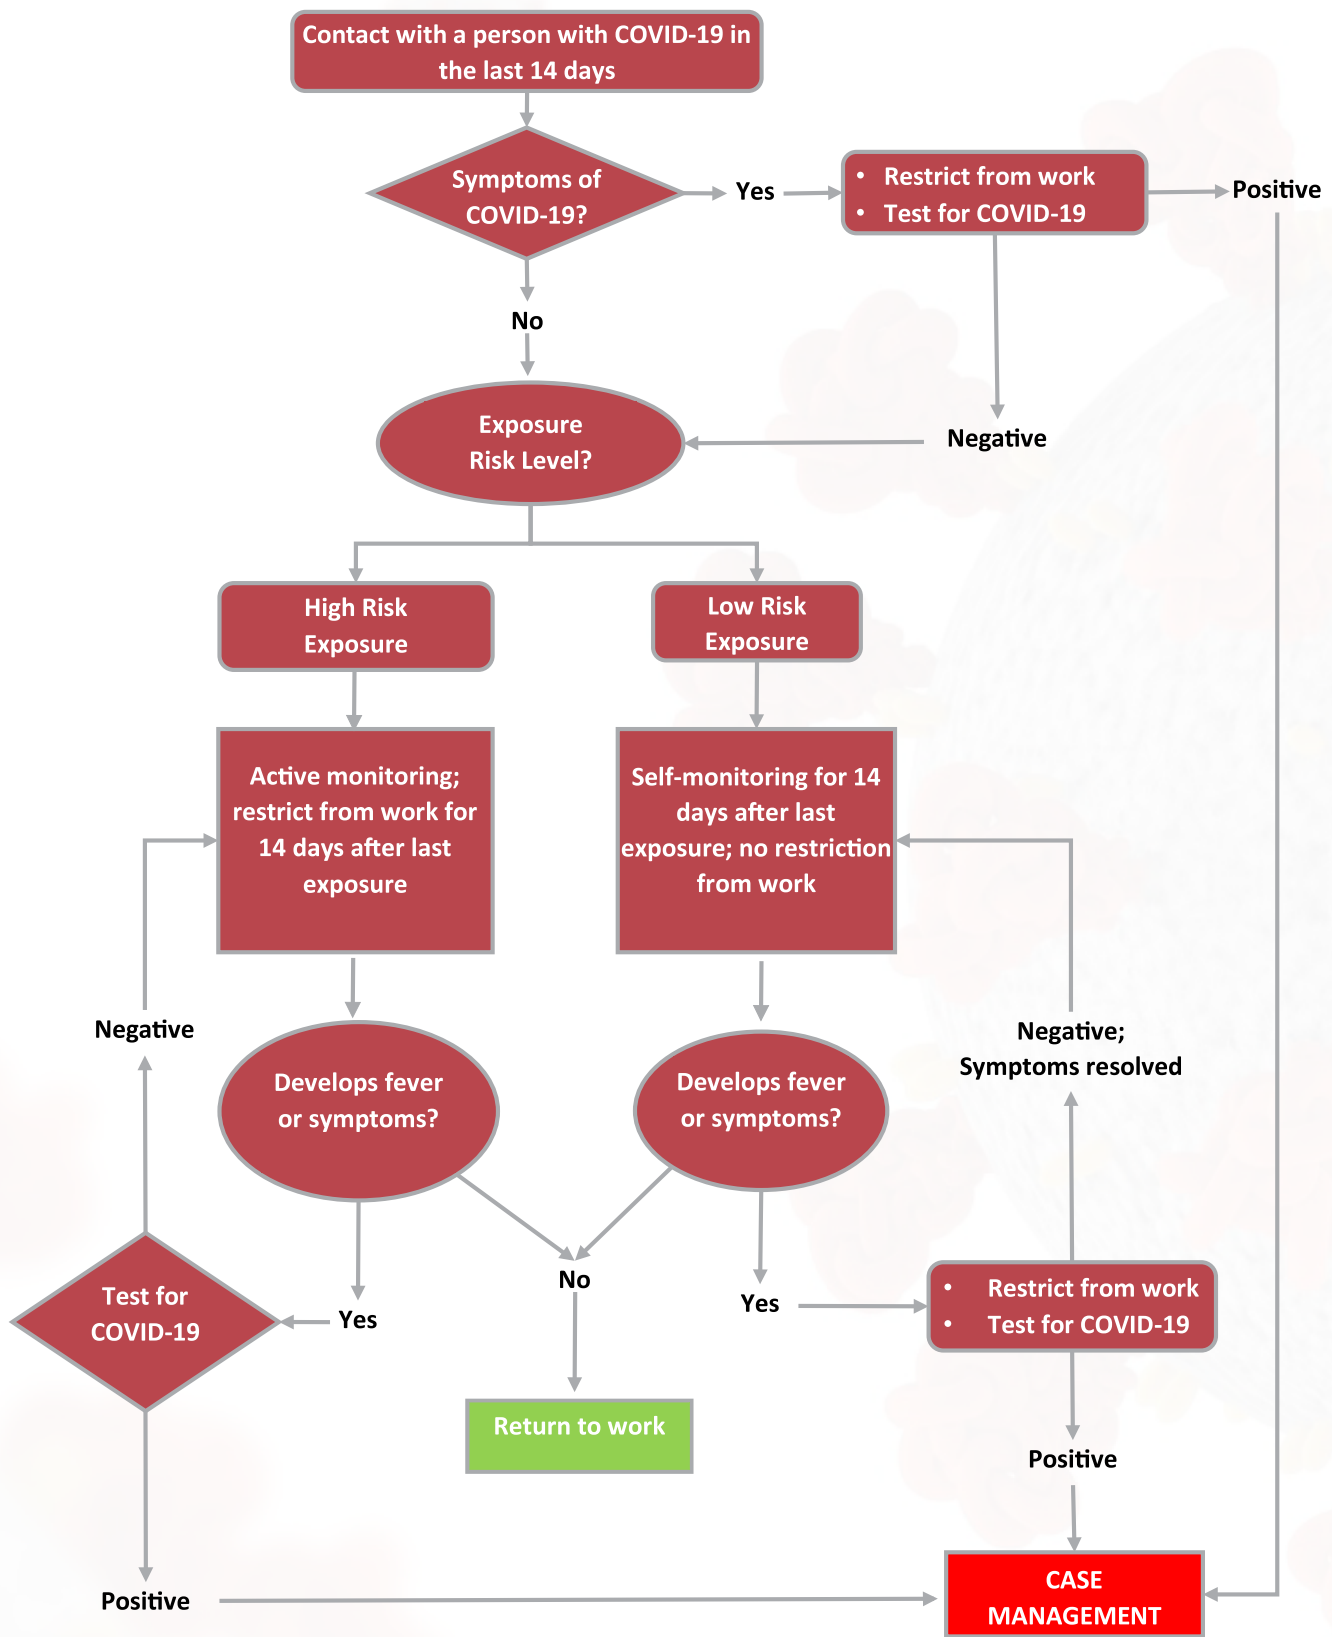 Contact with a person with COVID-19 in
the last 14 days
Symptoms of
COVID-19?
Yes
• Restrict from work
• Test for COVID-19
Positive
No
Exposure
Risk Level?
Negative
High Risk
Exposure
Low Risk
Exposure
Active monitoring;
restrict from work for
14 days after last
exposure
Self-monitoring for 14
days after last
exposure; no restriction
from work
Negative
Negative;
Symptoms resolved
Develops fever
or symptoms?
Develops fever
or symptoms?
Test for
COVID-19
Yes
No
Yes
• Restrict from work
• Test for COVID-19
Return to work
Positive
Positive
CASE
MANAGEMENT